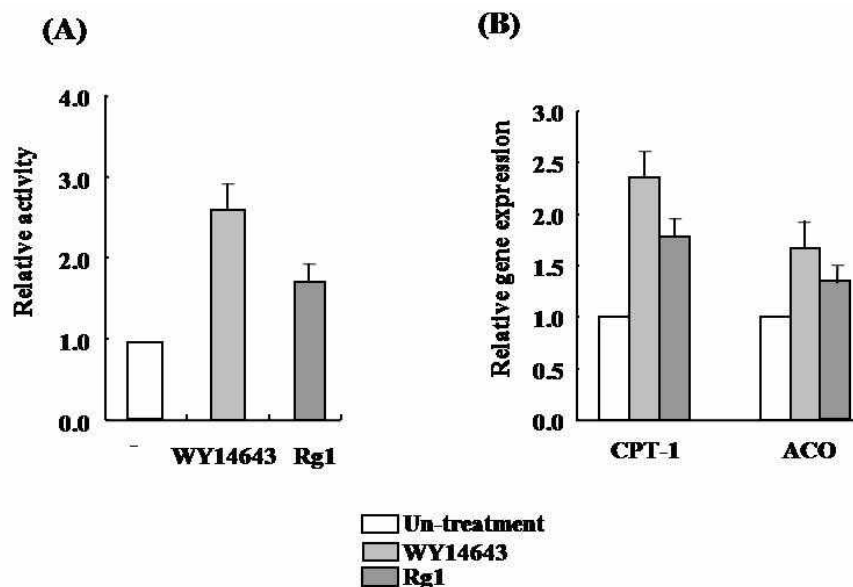 (A)
Relative activity
4.0
3.0
2.0
1.0
0.0
- WY14643 Rg1
(B)
Relative gene expression
3.0
2.5
2.0
1.5
1.0
0.5
0.0
CPT-1 ACO
Un-treatment
WY14643
Rg1